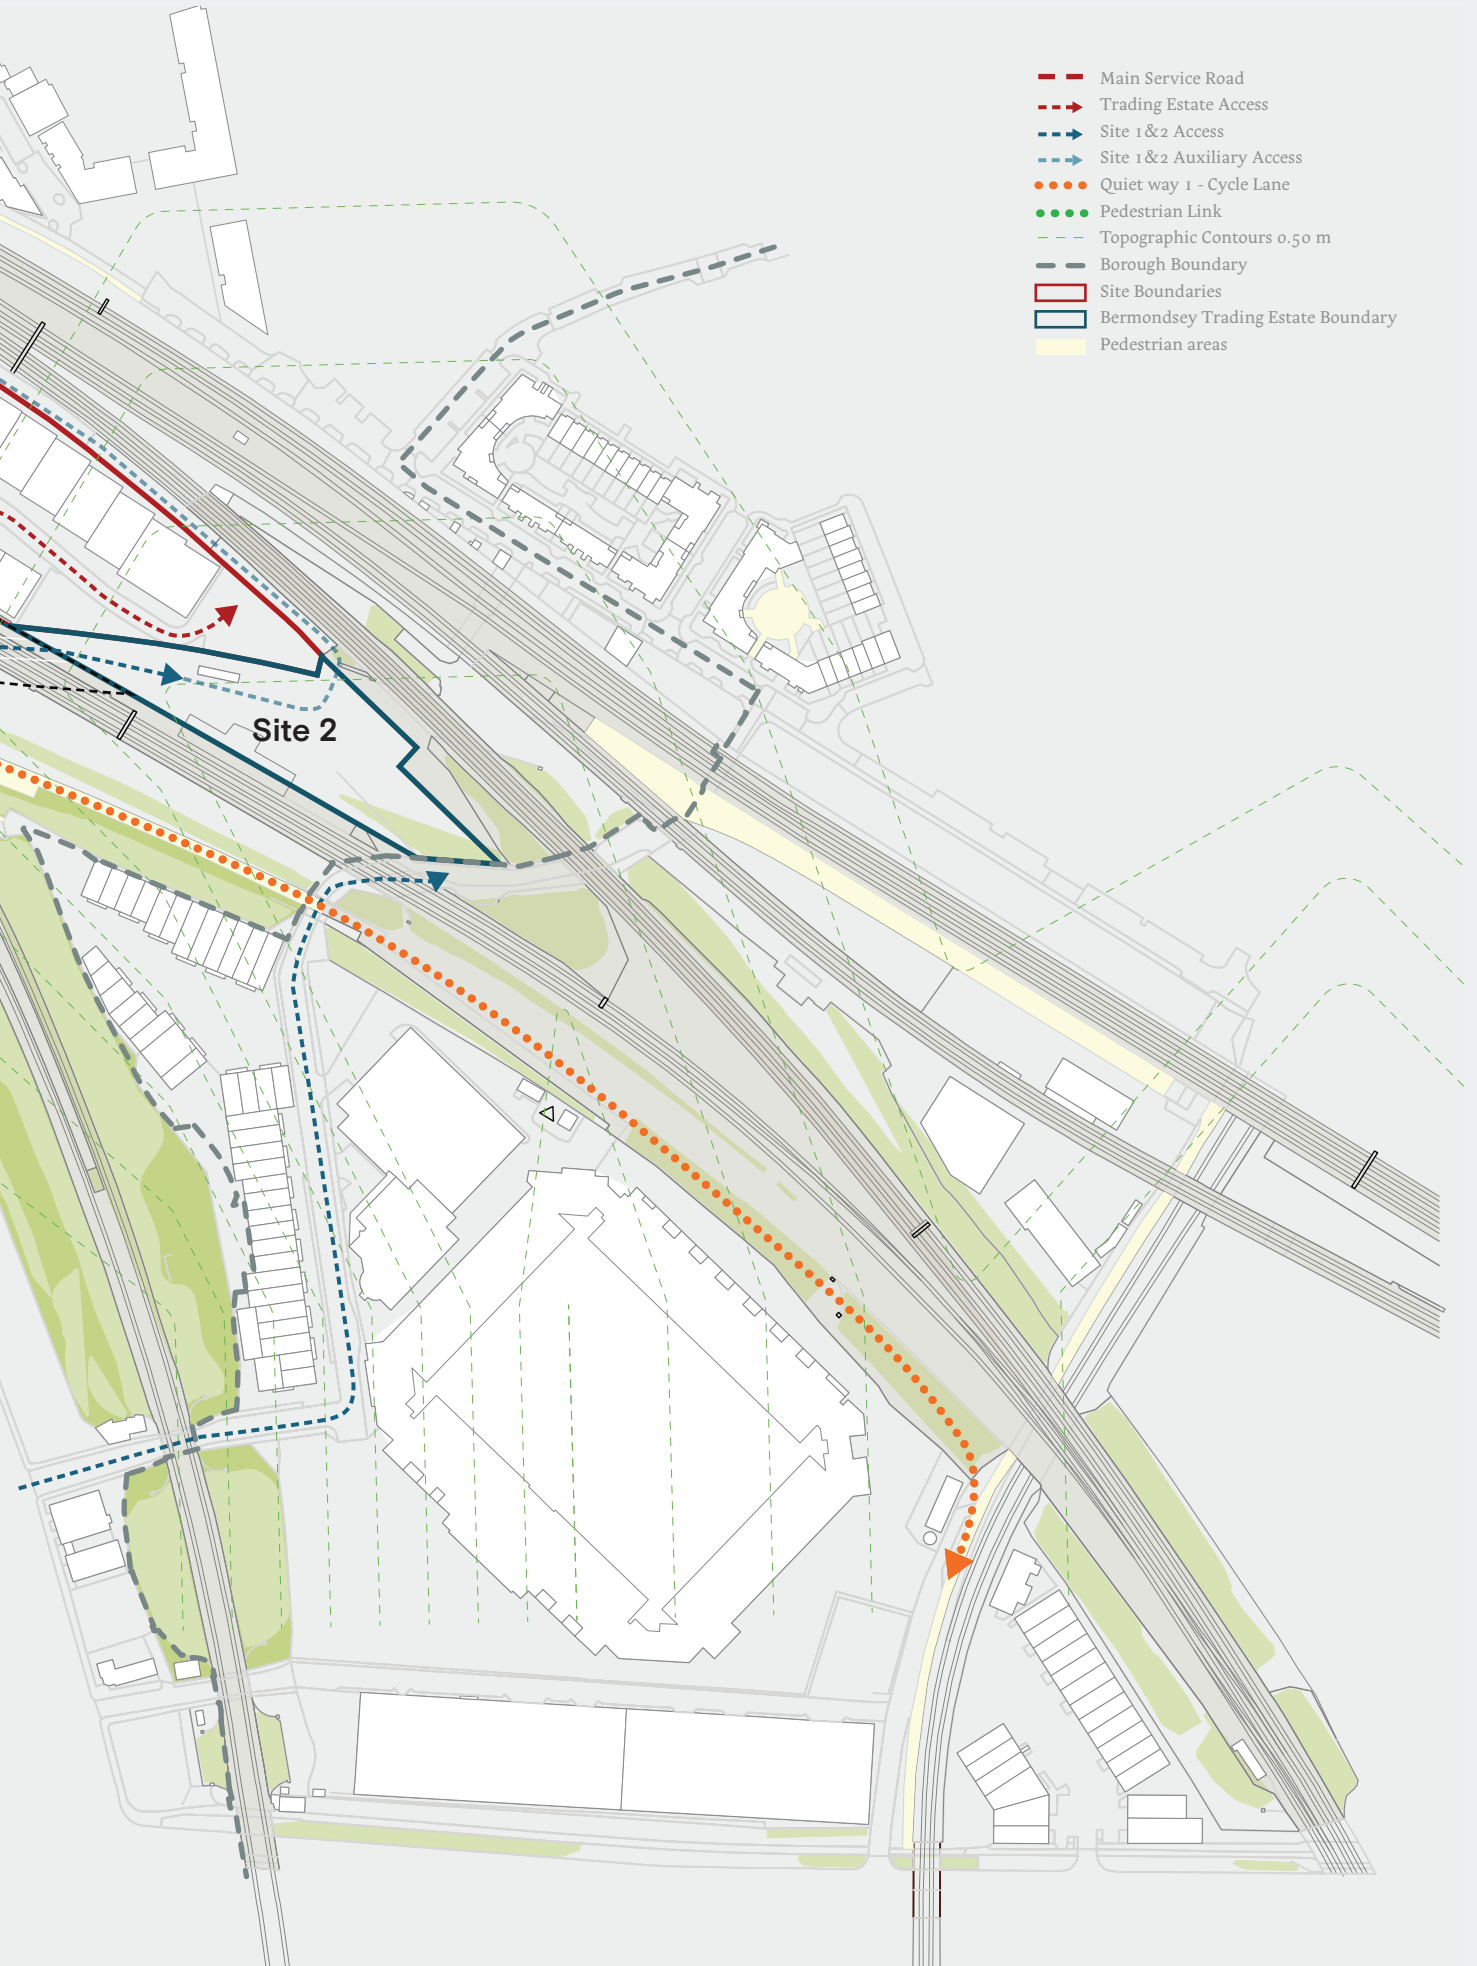 Main Service Road
Trading Estate Access
Site 1&2 Access
Site 1&2 Auxiliary Access
Quiet way 1 - Cycle Lane
Pedestrian Link
Topographic Contours 0.50 m
Borough Boundary
Site Boundaries
Bermondsey Trading Estate Boundary
Pedestrian areas
Site 2